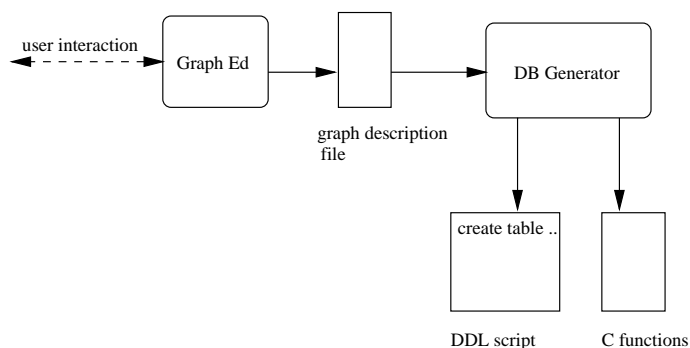 user interaction
Graph Ed
DB Generator
graph description
file
create table ..
DDL script
C functions